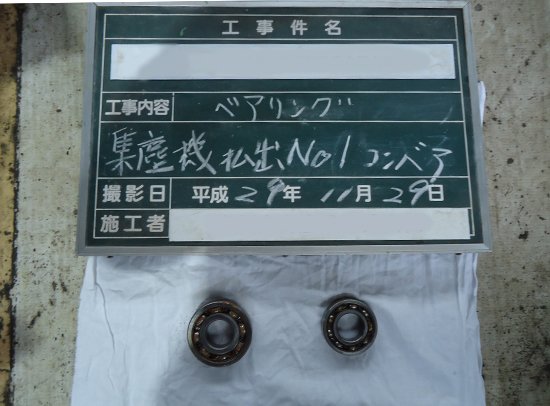 工事件名
工事内容 ベアリング
集塵機払出No1コンベア
撮影日 平成29年11月29日
施工者